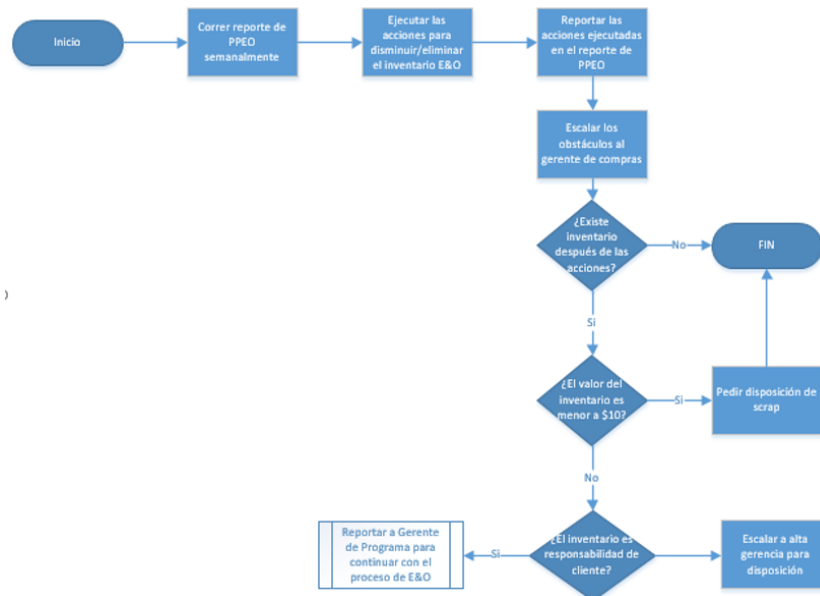 Inicio
Correr reporte de
PPEO
semanalmente
Ejecutar las
acciones para
disminuir/eliminar
el inventario E&O
Reportar las
acciones ejecutadas
en el reporte de
PPEO
Escalar los
obstáculos al
gerente de compras
¿Existe
inventario
después de las
acciones?
No
FIN
Si
¿El valor del
inventario es
menor a $10?
Si
Pedir disposición de
scrap
No
Reportar a Gerente
de Programa para
continuar con el
proceso de E&O
Si
¿El inventario es
responsabilidad de
cliente?
Escalar a alta
gerencia para
disposición